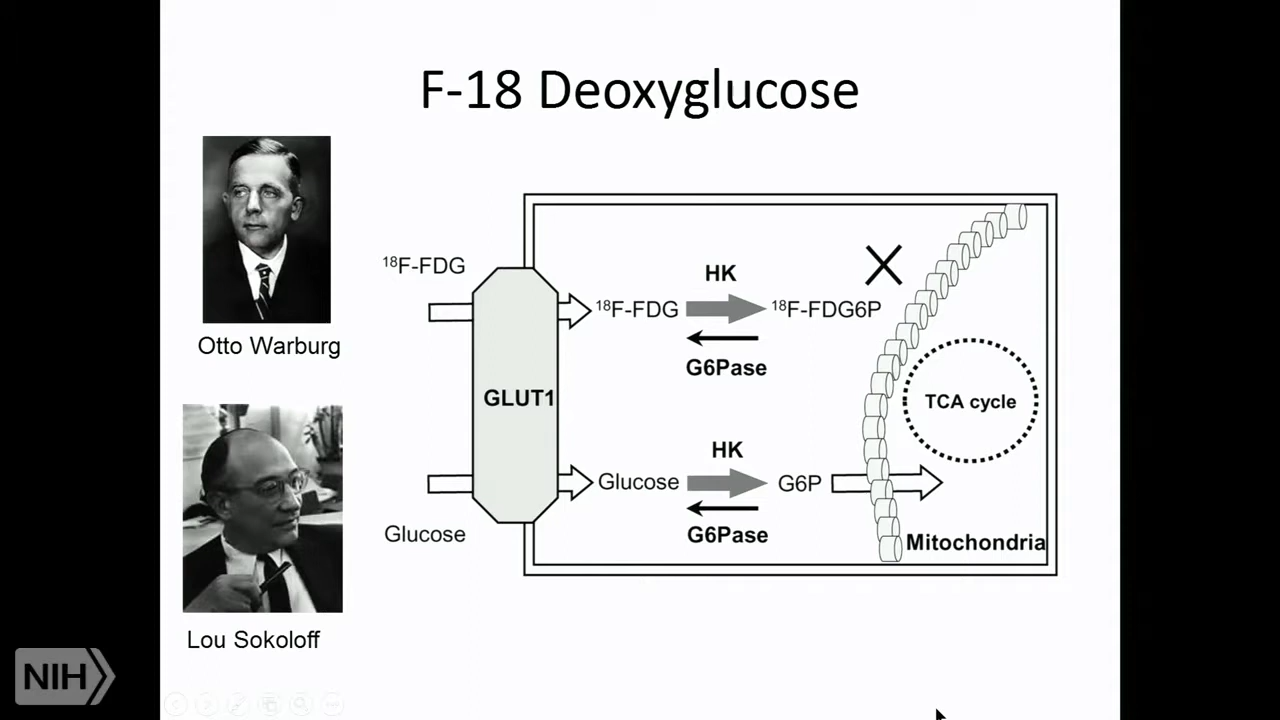 F-18 Deoxyglucose
Otto Warburg
Lou Sokoloff
¹⁸F-FDG
GLUT1
Glucose
¹⁸F-FDG
HK
G6Pase
¹⁸F-FDG6P
Glucose
HK
G6Pase
G6P
TCA cycle
Mitochondria
NIH